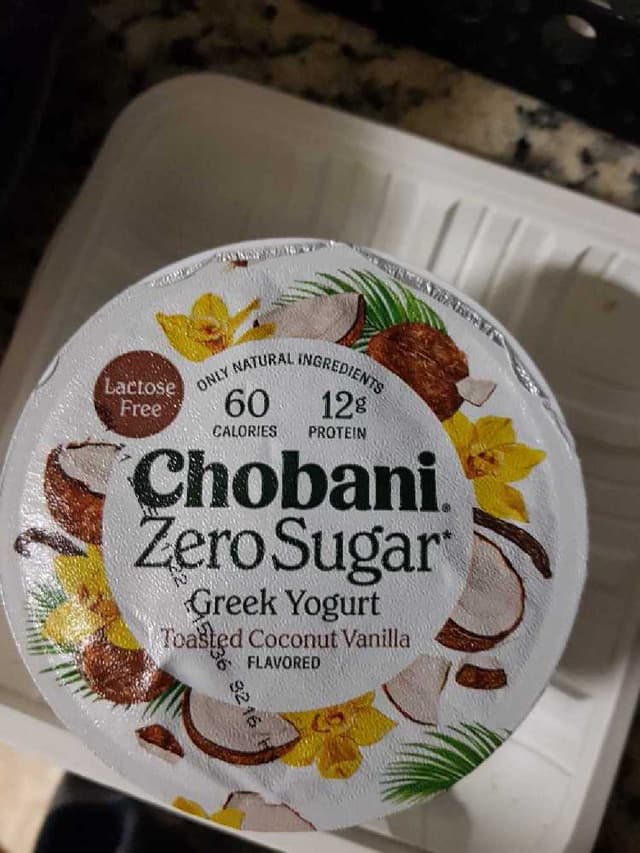 Lactose
Free
ONLY NATURAL INGREDIENTS
60
CALORIES
12g
PROTEIN
Chobani®
Zero Sugar*
Greek Yogurt
Toasted Coconut Vanilla
FLAVORED